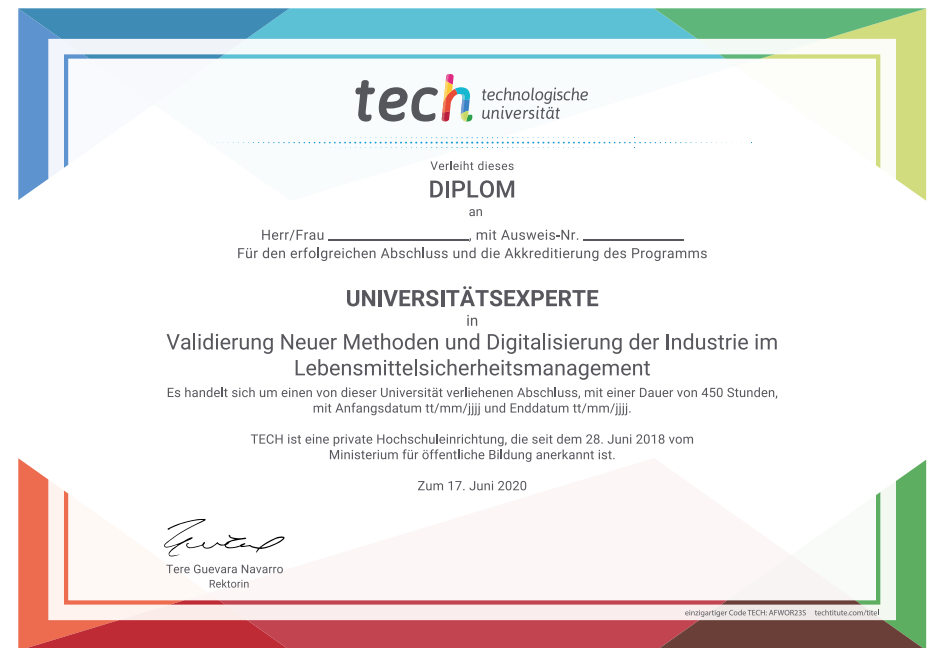 tech technologische
universität
Verleiht dieses
DIPLOM
an
Herr/Frau ____________________, mit Ausweis-Nr. ______________
Für den erfolgreichen Abschluss und die Akkreditierung des Programms
UNIVERSITÄTSEXPERTE
in
Validierung Neuer Methoden und Digitalisierung der Industrie im
Lebensmittelsicherheitsmanagement
Es handelt sich um einen von dieser Universität verliehenen Abschluss, mit einer Dauer von 450 Stunden,
mit Anfangsdatum tt/mm/jjjj und Enddatum tt/mm/jjjj.
TECH ist eine private Hochschuleinrichtung, die seit dem 28. Juni 2018 vom
Ministerium für öffentliche Bildung anerkannt ist.
Zum 17. Juni 2020
Tere Guevara Navarro
Rektorin
einzigartiger Code TECH: AFWOR23S techtitute.com/titel